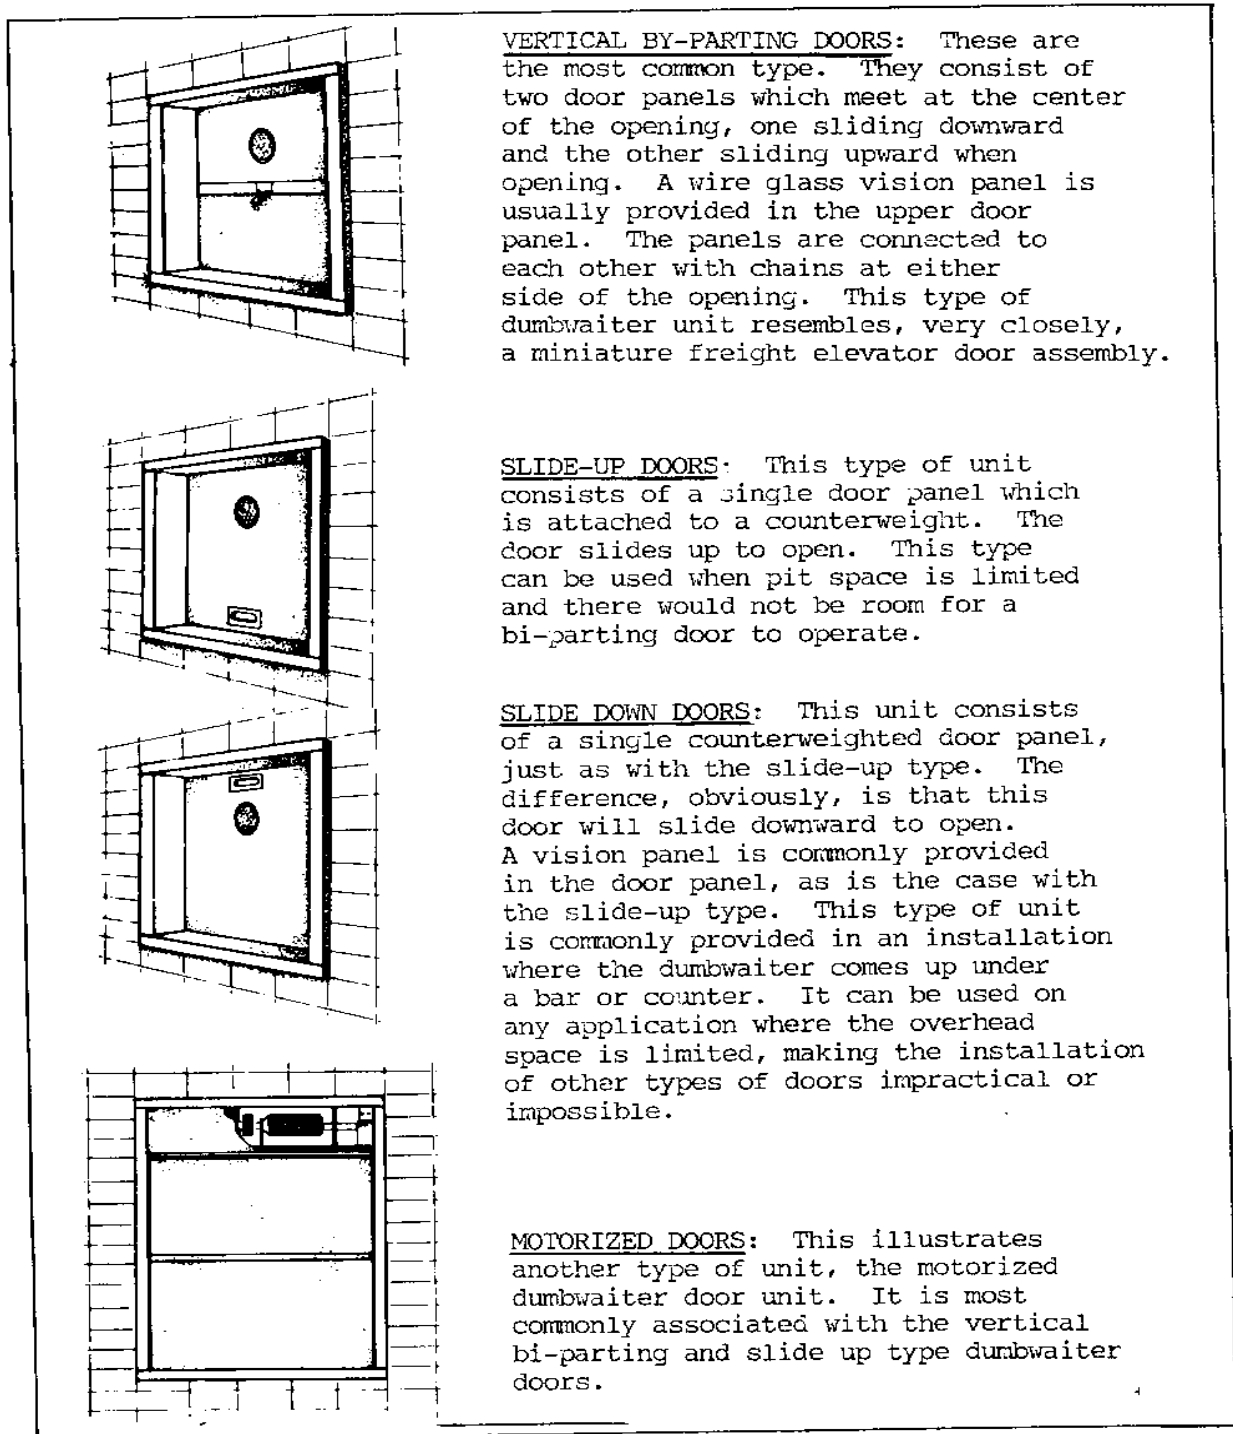 VERTICAL BY-PARTING DOORS: These are
the most common type. They consist of
two door panels which meet at the center
of the opening, one sliding downward
and the other sliding upward when
opening. A wire glass vision panel is
usually provided in the upper door
panel. The panels are connected to
each other with chains at either
side of the opening. This type of
dumbwaiter unit resembles, very closely,
a miniature freight elevator door assembly.
SLIDE-UP DOORS: This type of unit
consists of a single door panel which
is attached to a counterweight. The
door slides up to open. This type
can be used when pit space is limited
and there would not be room for a
bi-parting door to operate.
SLIDE DOWN DOORS: This unit consists
of a single counterweighted door panel,
just as with the slide-up type. The
difference, obviously, is that this
door will slide downward to open.
A vision panel is commonly provided
in the door panel, as is the case with
the slide-up type. This type of unit
is commonly provided in an installation
where the dumbwaiter comes up under
a bar or counter. It can be used on
any application where the overhead
space is limited, making the installation
of other types of doors impractical or
impossible.
MOTORIZED DOORS: This illustrates
another type of unit, the motorized
dumbwaiter door unit. It is most
commonly associated with the vertical
bi-parting and slide up type dumbwaiter
doors.